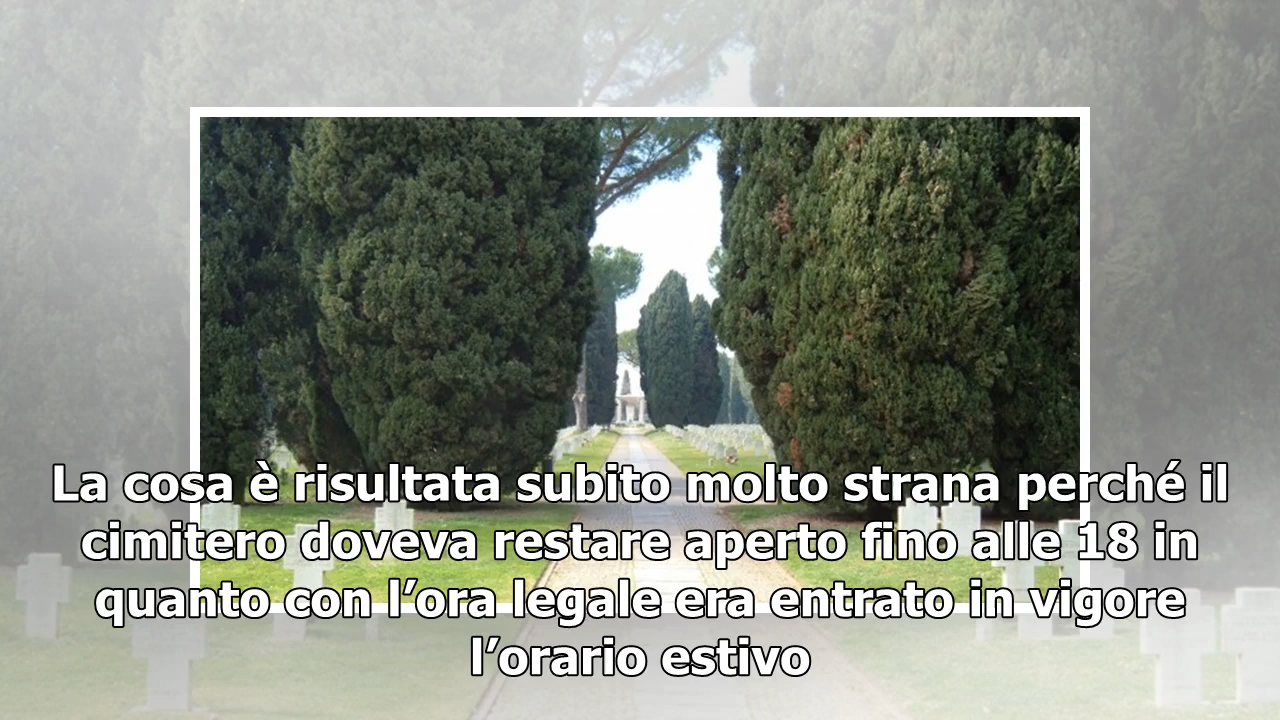 La cosa è risultata subito molto strana perché il
cimitero doveva restare aperto fino alle 18 in
quanto con l’ora legale era entrato in vigore
l’orario estivo